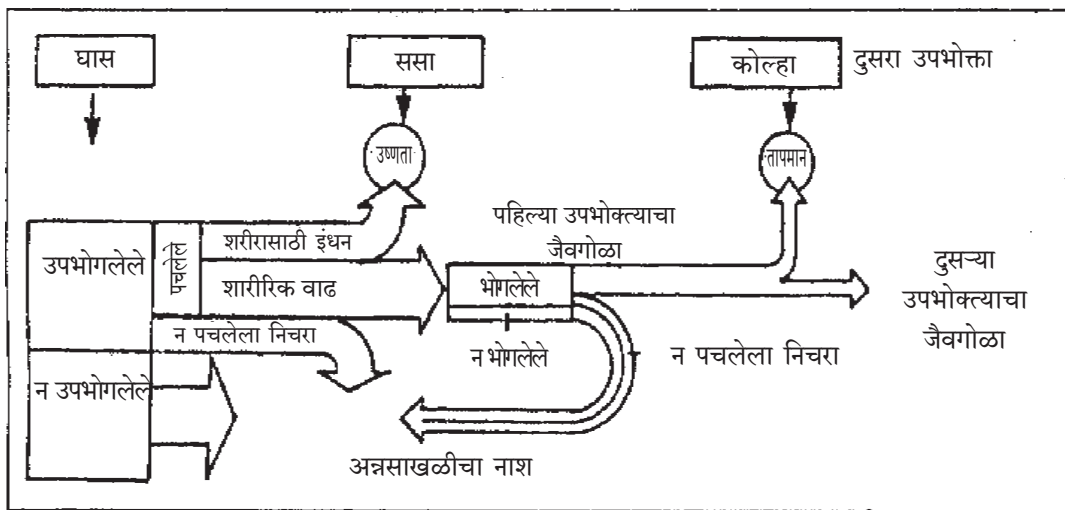 घास
ससा
कोल्हा
दुसरा उपभोक्ता
उष्णता
तापमान
उपभोगलेले
पचलेले
शरीरासाठी इंधन
शारीरिक वाढ
न पचलेला निचरा
न उपभोगलेले
पहिल्या उपभोक्त्याचा
जैवगोळा
भोगलेले
न भोगलेले
न पचलेला निचरा
दुसऱ्या
उपभोक्त्याचा
जैवगोळा
अन्नसाखळीचा नाश